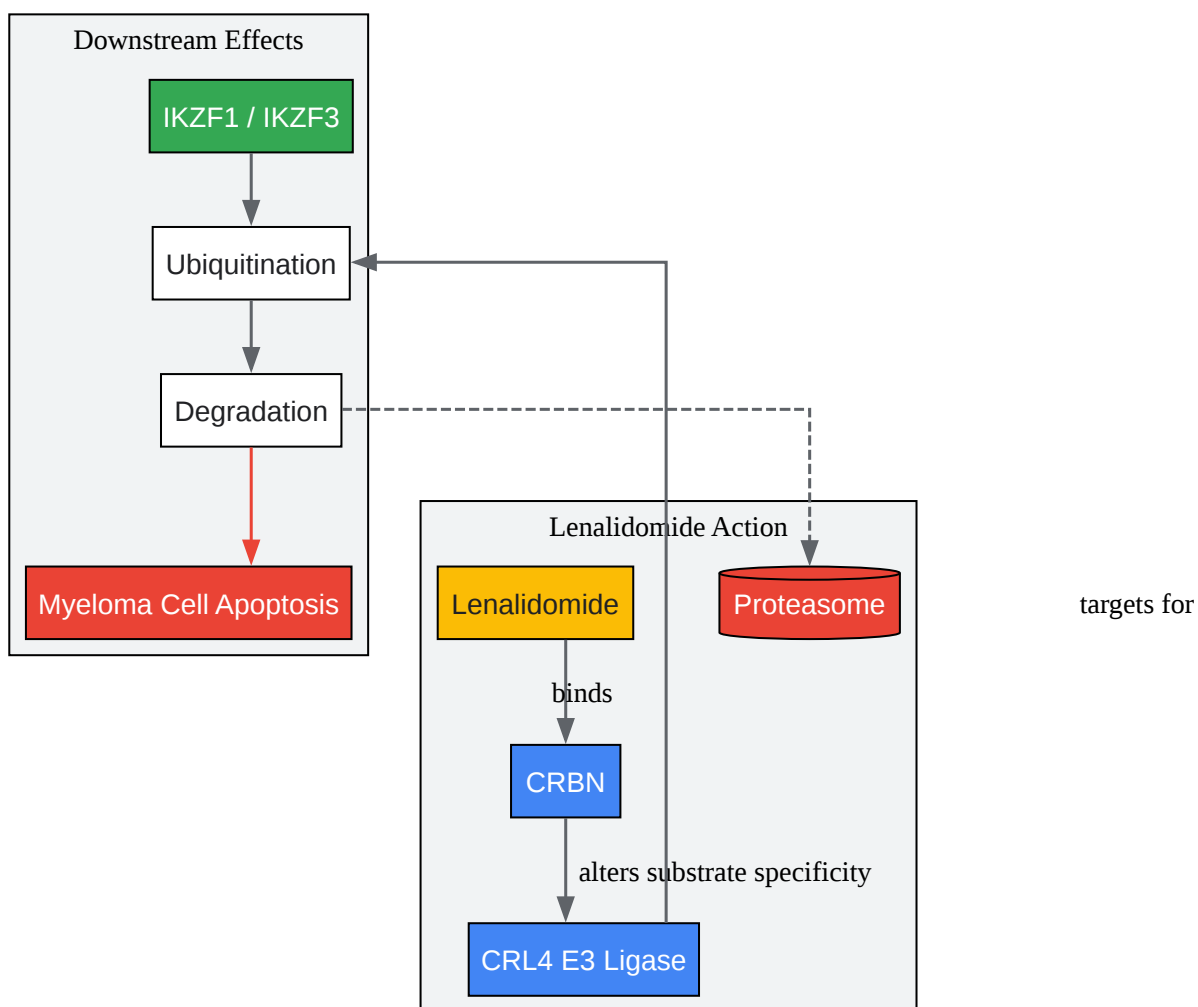 Downstream Effects
IKZF1 / IKZF3
Ubiquitination
Degradation
Myeloma Cell Apoptosis
Lenalidomide Action
Lenalidomide
Proteasome
targets for
binds
CRBN
alters substrate specificity
CRL4 E3 Ligase